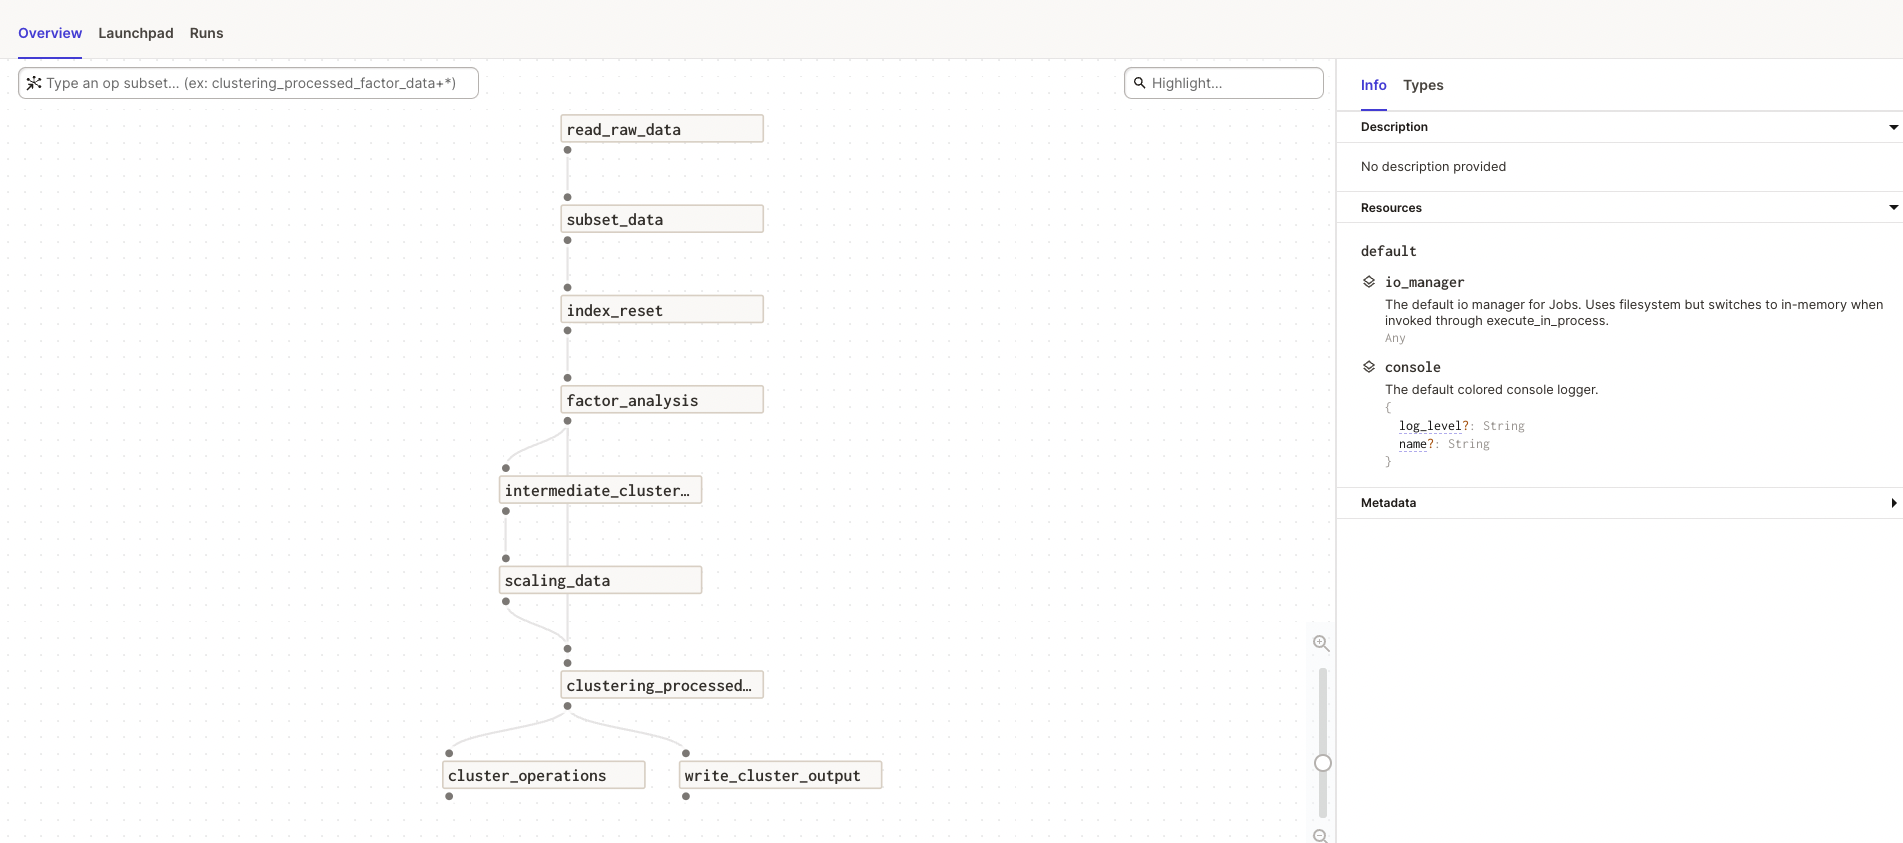 Overview Launchpad Runs
Type an op subset... (ex: clustering_processed_factor_data+*)
Highlight...
read_raw_data
subset_data
index_reset
factor_analysis
intermediate_cluster...
scaling_data
clustering_processed...
cluster_operations
write_cluster_output
Info Types
Description
No description provided
Resources
default
io_manager
The default io manager for Jobs. Uses filesystem but switches to in-memory when
invoked through execute_in_process.
Any
console
The default colored console logger.
{
log_level?: String
name?: String
}
Metadata